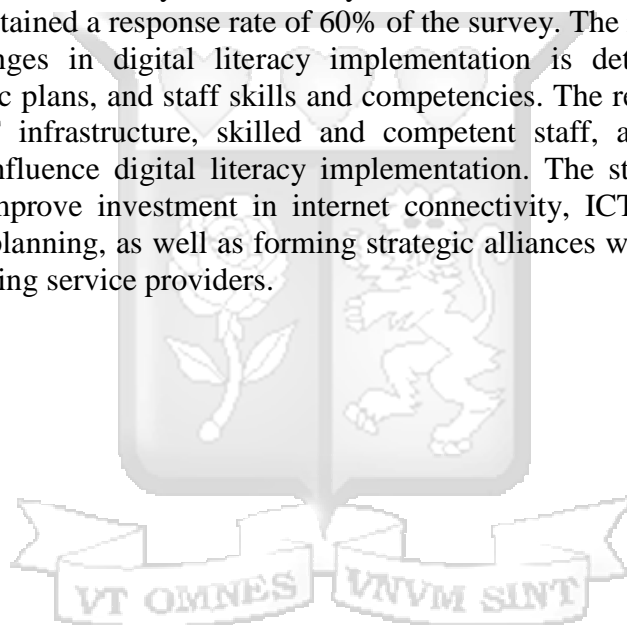 tained a response rate of 60% of the survey. The
nges in digital literacy implementation is det
c plans, and staff skills and competencies. The re
infrastructure, skilled and competent staff, a
nfluence digital literacy implementation. The st
mprove investment in internet connectivity, ICT
planning, as well as forming strategic alliances w
ing service providers.
VT OMNES VNVM SINT